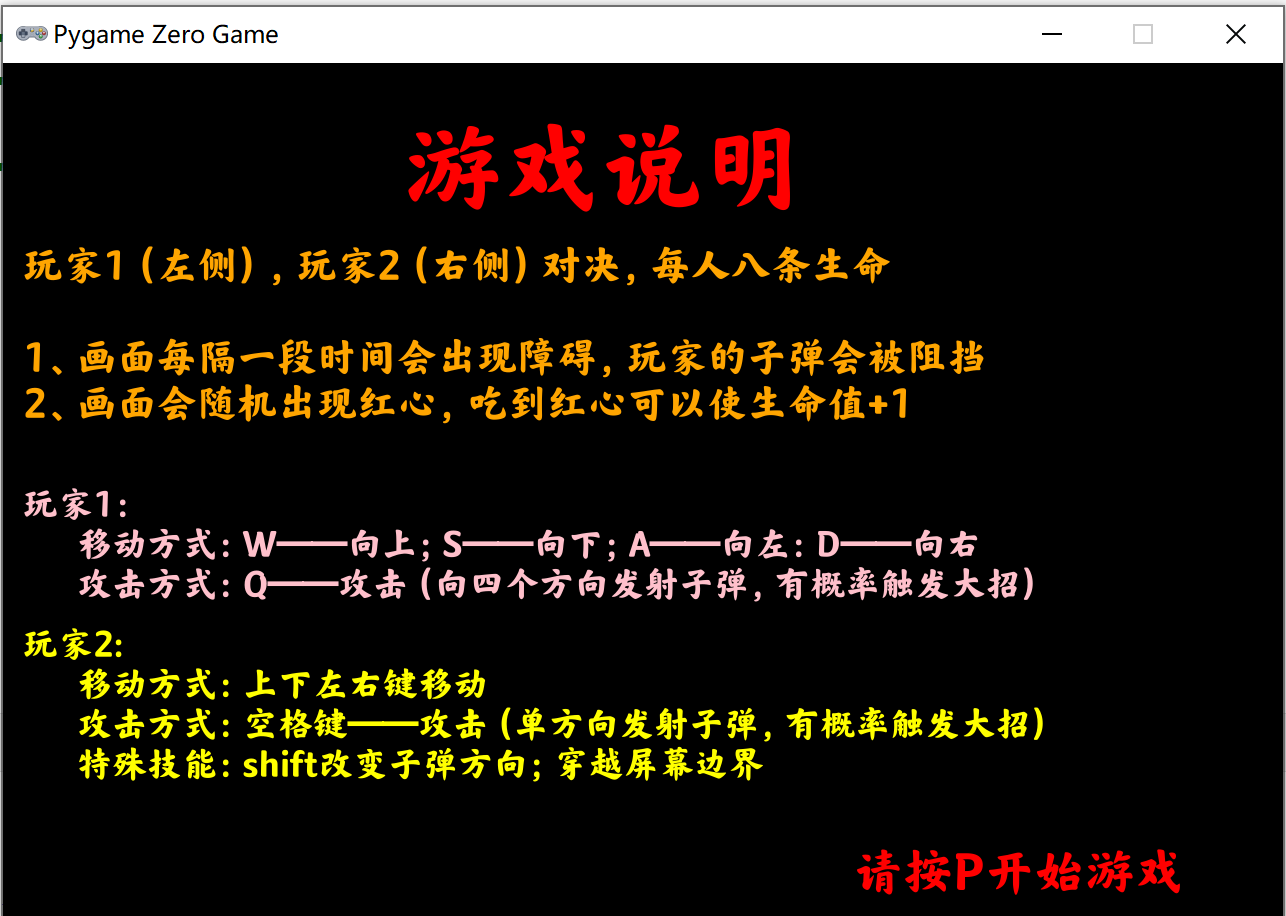 Pygame Zero Game
游戏说明
玩家1（左侧）, 玩家2（右侧）对决, 每人八条生命
1、画面每隔一段时间会出现障碍, 玩家的子弹会被阻挡
2、画面会随机出现红心, 吃到红心可以使生命值+1
玩家1:
移动方式: W——向上; S——向下; A——向左: D——向右
攻击方式: Q——攻击（向四个方向发射子弹, 有概率触发大招）
玩家2:
移动方式: 上下左右键移动
攻击方式: 空格键——攻击（单方向发射子弹, 有概率触发大招）
特殊技能: shift改变子弹方向; 穿越屏幕边界
请按P开始游戏